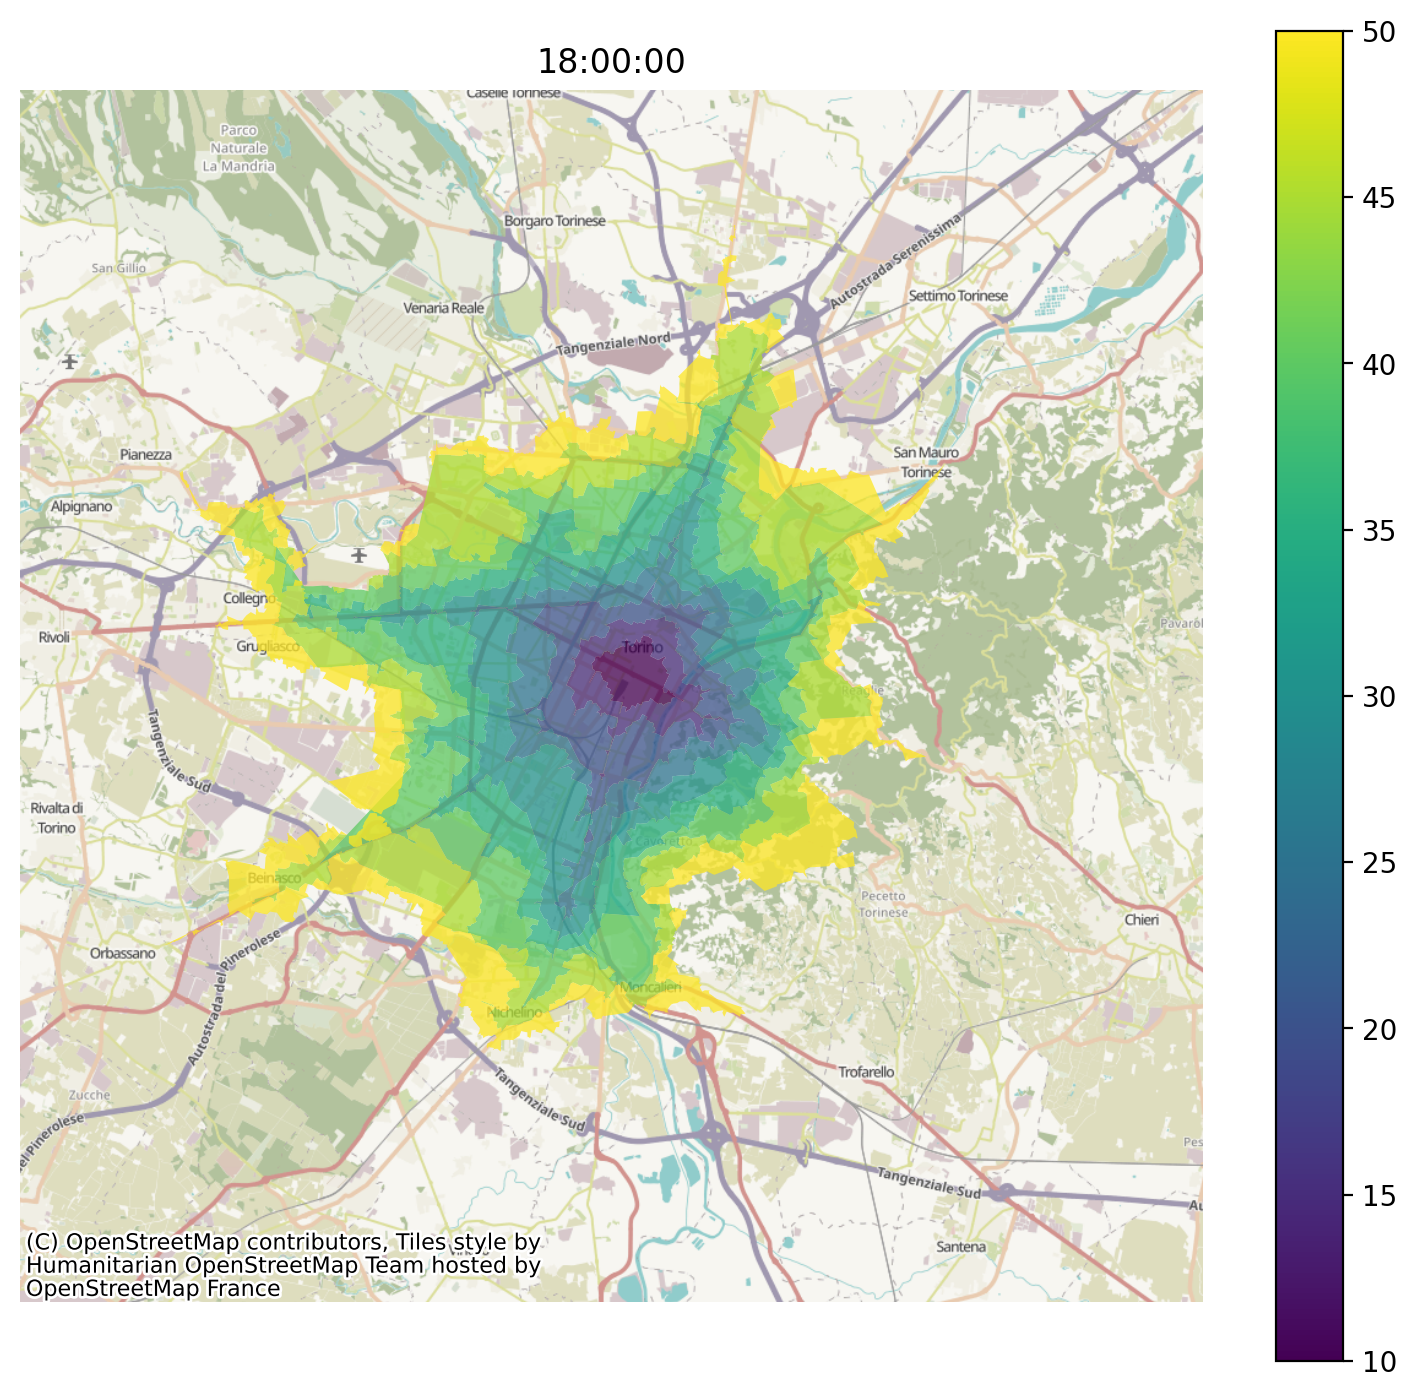 18:00:00
50
Caselle Torinese
Parco
Naturale
La Mandria
45
Borgaro Torinese
Autostrada Serenissima
San Gillio
Settimo Torinese
Venaria Reale
Tangenziale Nord
40
Pianezza
San Mauro
Torinese
Alpignano
35
Collegno
Rivoli
Grugliasco
Torino
Pavarol
Reaglie
30
Tangenziale Sud
Rivalta di
Torino
Cavoretto
25
Beinasco
Pecetto
Torinese
Chieri
Orbassano
Autostrada del Pinerolese
Moncalieri
Nichelino
20
Trofarello
Zucche
Tangenziale Sud
el Pinerolese
Pes
15
Tangenziale Sud
Au
(C) OpenStreetMap contributors, Tiles style by
Santena
Humanitarian OpenStreetMap Team hosted by
OpenStreetMap France
10